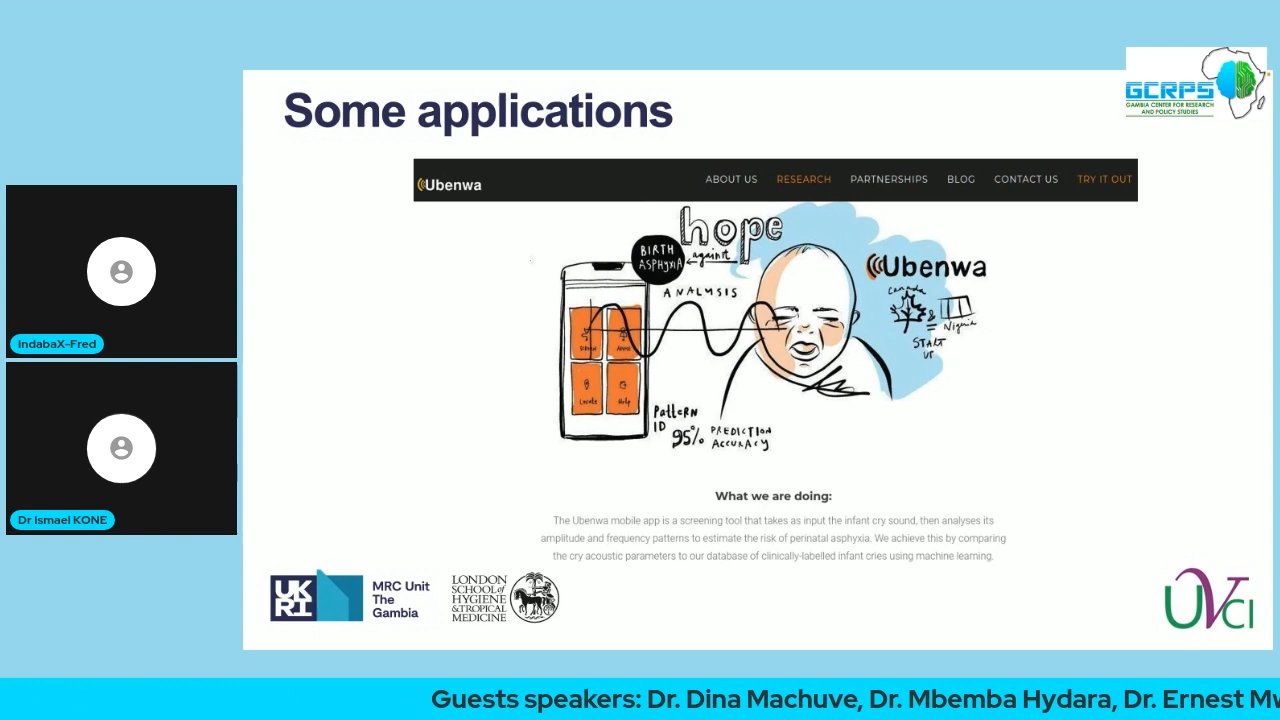 Some applications
GCRPS
GAMBIA CENTER FOR RESEARCH
AND POLICY STUDIES
Ubenwa
ABOUT US RESEARCH PARTNERSHIPS BLOG CONTACT US TRY IT OUT
hope
BIRTH
ASPHYXIA
against
ANALYSIS
Ubenwa
Canada
&
Nigeria
START
UP
Locate
Help
PatteRN
ID
95% PREDICTION
ACCURACY
What we are doing:
The Ubenwa mobile app is a screening tool that takes as input the infant cry sound, then analyses its
amplitude and frequency patterns to estimate the risk of perinatal asphyxia. We achieve this by comparing
the cry acoustic parameters to our database of clinically-labelled infant cries using machine learning.
IndabaX-Fred
Dr Ismael KONE
UK
RI
MRC Unit
The
Gambia
LONDON
SCHOOL of
HYGIENE
& TROPICAL
MEDICINE
UVCI
Guests speakers: Dr. Dina Machuve, Dr. Mbemba Hydara, Dr. Ernest Mw